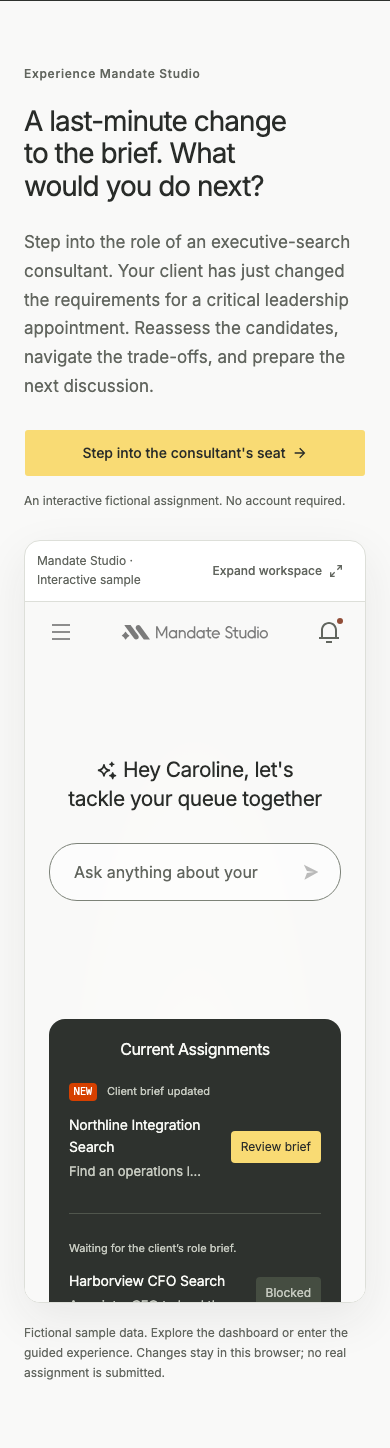 Experience Mandate Studio
A last-minute change
to the brief. What
would you do next?
Step into the role of an executive-search
consultant. Your client has just changed
the requirements for a critical leadership
appointment. Reassess the candidates,
navigate the trade-offs, and prepare the
next discussion.
Step into the consultant's seat →
An interactive fictional assignment. No account required.
Mandate Studio ·
Interactive sample
Expand workspace
Mandate Studio
Hey Caroline, let's
tackle your queue together
Ask anything about your
Current Assignments
NEW Client brief updated
Northline Integration
Search
Review brief
Find an operations l...
Waiting for the client's role brief.
Harborview CFO Search
Blocked
Fictional sample data. Explore the dashboard or enter the
guided experience. Changes stay in this browser; no real
assignment is submitted.